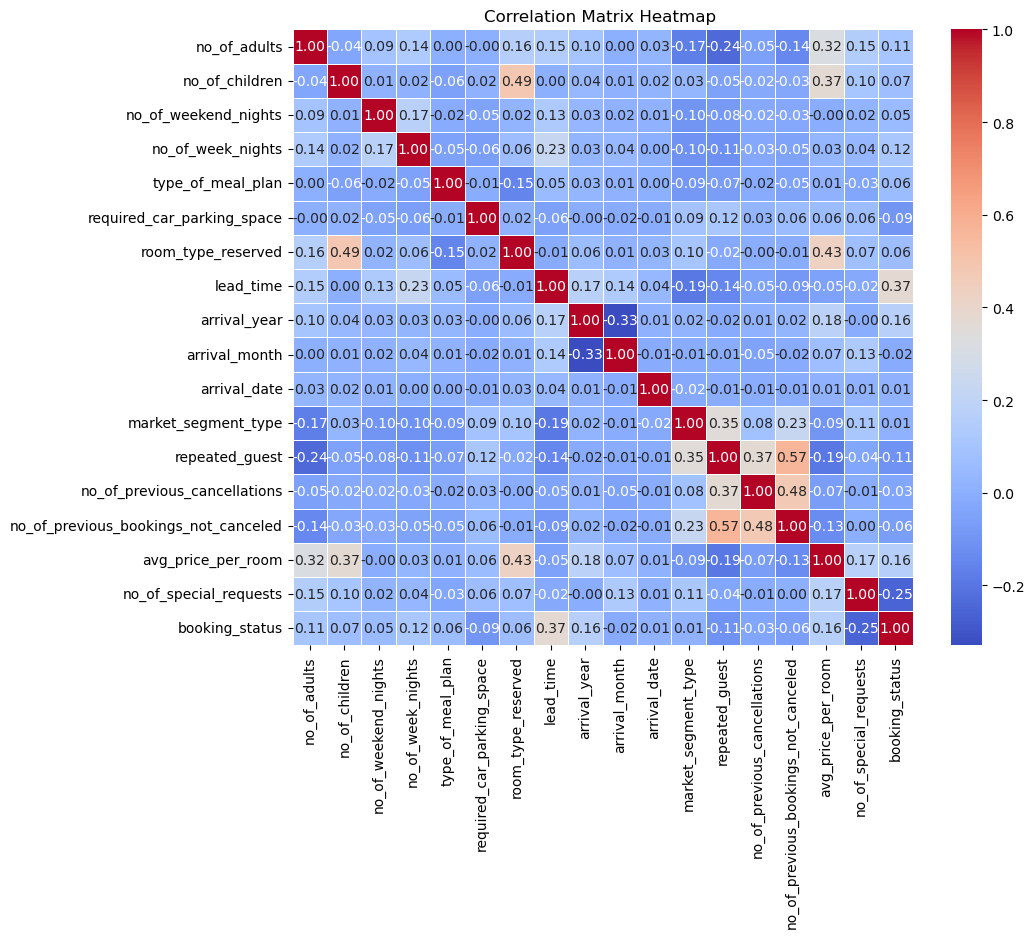 Correlation Matrix Heatmap
no_of_adults 1.00 -0.04 0.09 0.14 0.00 -0.00 0.16 0.15 0.10 0.00 0.03 -0.17 -0.24 -0.05 -0.14 0.32 0.15 0.11
no_of_children -0.04 1.00 0.01 0.02 -0.06 0.02 0.49 0.00 0.04 0.01 0.02 0.03 -0.05 -0.02 -0.03 0.37 0.10 0.07
no_of_weekend_nights 0.09 0.01 1.00 0.17 -0.02 -0.05 0.02 0.13 0.03 0.02 0.01 -0.10 -0.08 -0.02 -0.03 -0.00 0.02 0.05
no_of_week_nights 0.14 0.02 0.17 1.00 -0.05 -0.06 0.06 0.23 0.03 0.04 0.00 -0.10 -0.11 -0.03 -0.05 0.03 0.04 0.12
type_of_meal_plan 0.00 -0.06 -0.02 -0.05 1.00 -0.01 -0.15 0.05 0.03 0.01 0.00 -0.09 -0.07 -0.02 -0.05 0.01 -0.03 0.06
required_car_parking_space -0.00 0.02 -0.05 -0.06 -0.01 1.00 0.02 -0.06 -0.00 -0.02 -0.01 0.09 0.12 0.03 0.06 0.06 0.06 -0.09
room_type_reserved 0.16 0.49 0.02 0.06 -0.15 0.02 1.00 -0.01 0.06 0.01 0.03 0.10 -0.02 -0.00 -0.01 0.43 0.07 0.06
lead_time 0.15 0.00 0.13 0.23 0.05 -0.06 -0.01 1.00 0.17 0.14 0.04 -0.19 -0.14 -0.05 -0.09 -0.05 -0.02 0.37
arrival_year 0.10 0.04 0.03 0.03 0.03 -0.00 0.06 0.17 1.00 -0.33 0.01 0.02 -0.02 0.01 0.02 0.18 -0.00 0.16
arrival_month 0.00 0.01 0.02 0.04 0.01 -0.02 0.01 0.14 -0.33 1.00 -0.01 -0.01 -0.01 -0.05 -0.02 0.07 0.13 -0.02
arrival_date 0.03 0.02 0.01 0.00 0.00 -0.01 0.03 0.04 0.01 -0.01 1.00 -0.02 -0.01 -0.01 -0.01 0.01 0.01 0.01
market_segment_type -0.17 0.03 -0.10 -0.10 -0.09 0.09 0.10 -0.19 0.02 -0.01 -0.02 1.00 0.35 0.08 0.23 -0.09 0.11 0.01
repeated_guest -0.24 -0.05 -0.08 -0.11 -0.07 0.12 -0.02 -0.14 -0.02 -0.01 -0.01 0.35 1.00 0.37 0.57 -0.19 -0.04 -0.11
no_of_previous_cancellations -0.05 -0.02 -0.02 -0.03 -0.02 0.03 -0.00 -0.05 0.01 -0.05 -0.01 0.08 0.37 1.00 0.48 -0.07 -0.01 -0.03
no_of_previous_bookings_not_canceled -0.14 -0.03 -0.03 -0.05 -0.05 0.06 -0.01 -0.09 0.02 -0.02 -0.01 0.23 0.57 0.48 1.00 -0.13 0.00 -0.06
avg_price_per_room 0.32 0.37 -0.00 0.03 0.01 0.06 0.43 -0.05 0.18 0.07 0.01 -0.09 -0.19 -0.07 -0.13 1.00 0.17 0.16
no_of_special_requests 0.15 0.10 0.02 0.04 -0.03 0.06 0.07 -0.02 -0.00 0.13 0.01 0.11 -0.04 -0.01 0.00 0.17 1.00 -0.25
booking_status 0.11 0.07 0.05 0.12 0.06 -0.09 0.06 0.37 0.16 -0.02 0.01 0.01 -0.11 -0.03 -0.06 0.16 -0.25 1.00
no_of_adults
no_of_children
no_of_weekend_nights
no_of_week_nights
type_of_meal_plan
required_car_parking_space
room_type_reserved
lead_time
arrival_year
arrival_month
arrival_date
market_segment_type
repeated_guest
no_of_previous_cancellations
no_of_previous_bookings_not_canceled
avg_price_per_room
no_of_special_requests
booking_status
1.0
0.8
0.6
0.4
0.2
0.0
−0.2